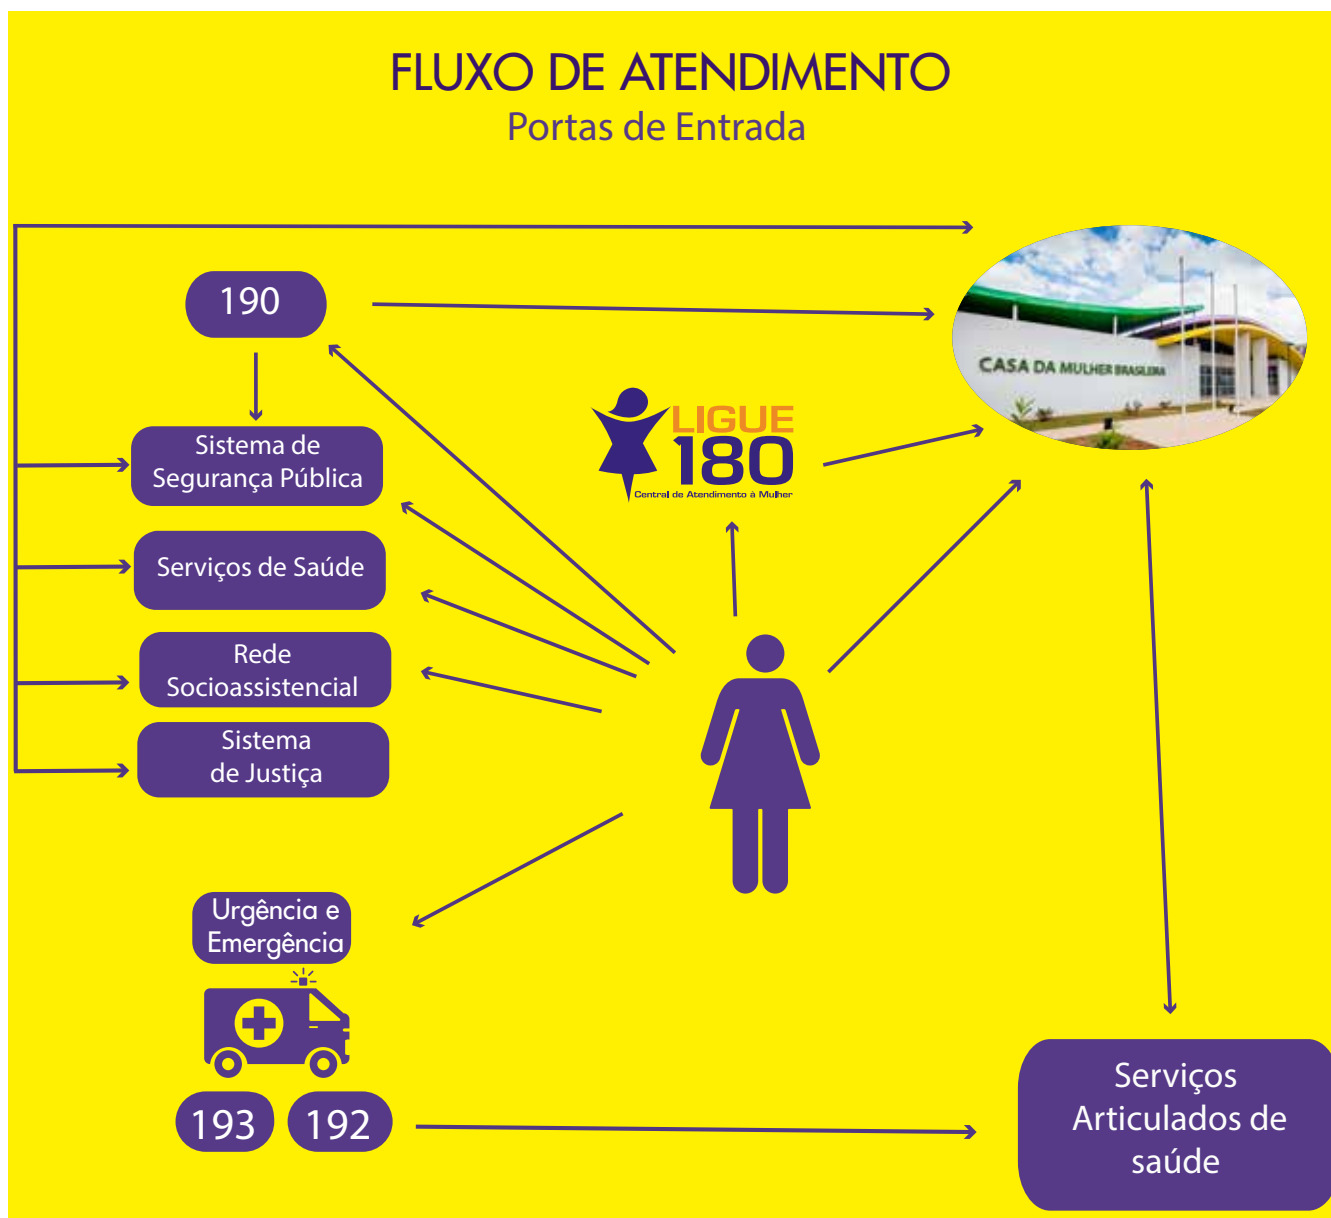 FLUXO DE ATENDIMENTO
Portas de Entrada
190
CASA DA MULHER BRASILEIRA
LIGUE
180
Central de Atendimento à Mulher
Sistema de
Segurança Pública
Serviços de Saúde
Rede
Socioassistencial
Sistema
de Justiça
Urgência e
Emergência
193
192
Serviços
Articulados de
saúde